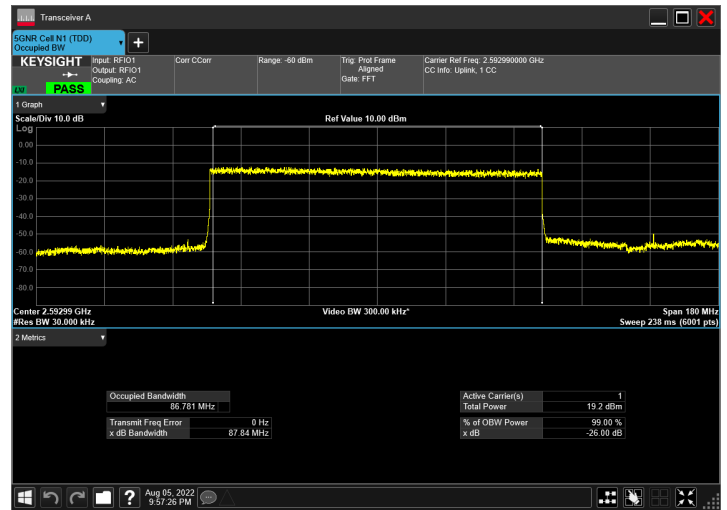 Transceiver A
5GNR Cell N1 (TDD)
Occupied BW
KEYSIGHT
LXI
PASS
Input: RFIO1
Output: RFIO1
Coupling: AC
Corr CCorr
Range: -60 dBm
Trig: Prot Frame
Aligned
Gate: FFT
Carrier Ref Freq: 2.592990000 GHz
CC Info: Uplink, 1 CC
1 Graph
Scale/Div 10.0 dB
Ref Value 10.00 dBm
Log
0.00
-10.0
-20.0
-30.0
-40.0
-50.0
-60.0
-70.0
-80.0
Center 2.59299 GHz
Video BW 300.00 kHz*
Span 180 MHz
#Res BW 30.000 kHz
Sweep 238 ms (6001 pts)
2 Metrics
Occupied Bandwidth
86.781 MHz
Transmit Freq Error 0 Hz
x dB Bandwidth 87.84 MHz
Active Carrier(s) 1
Total Power 19.2 dBm
% of OBW Power 99.00 %
x dB -26.00 dB
?
Aug 05, 2022
9:57:26 PM